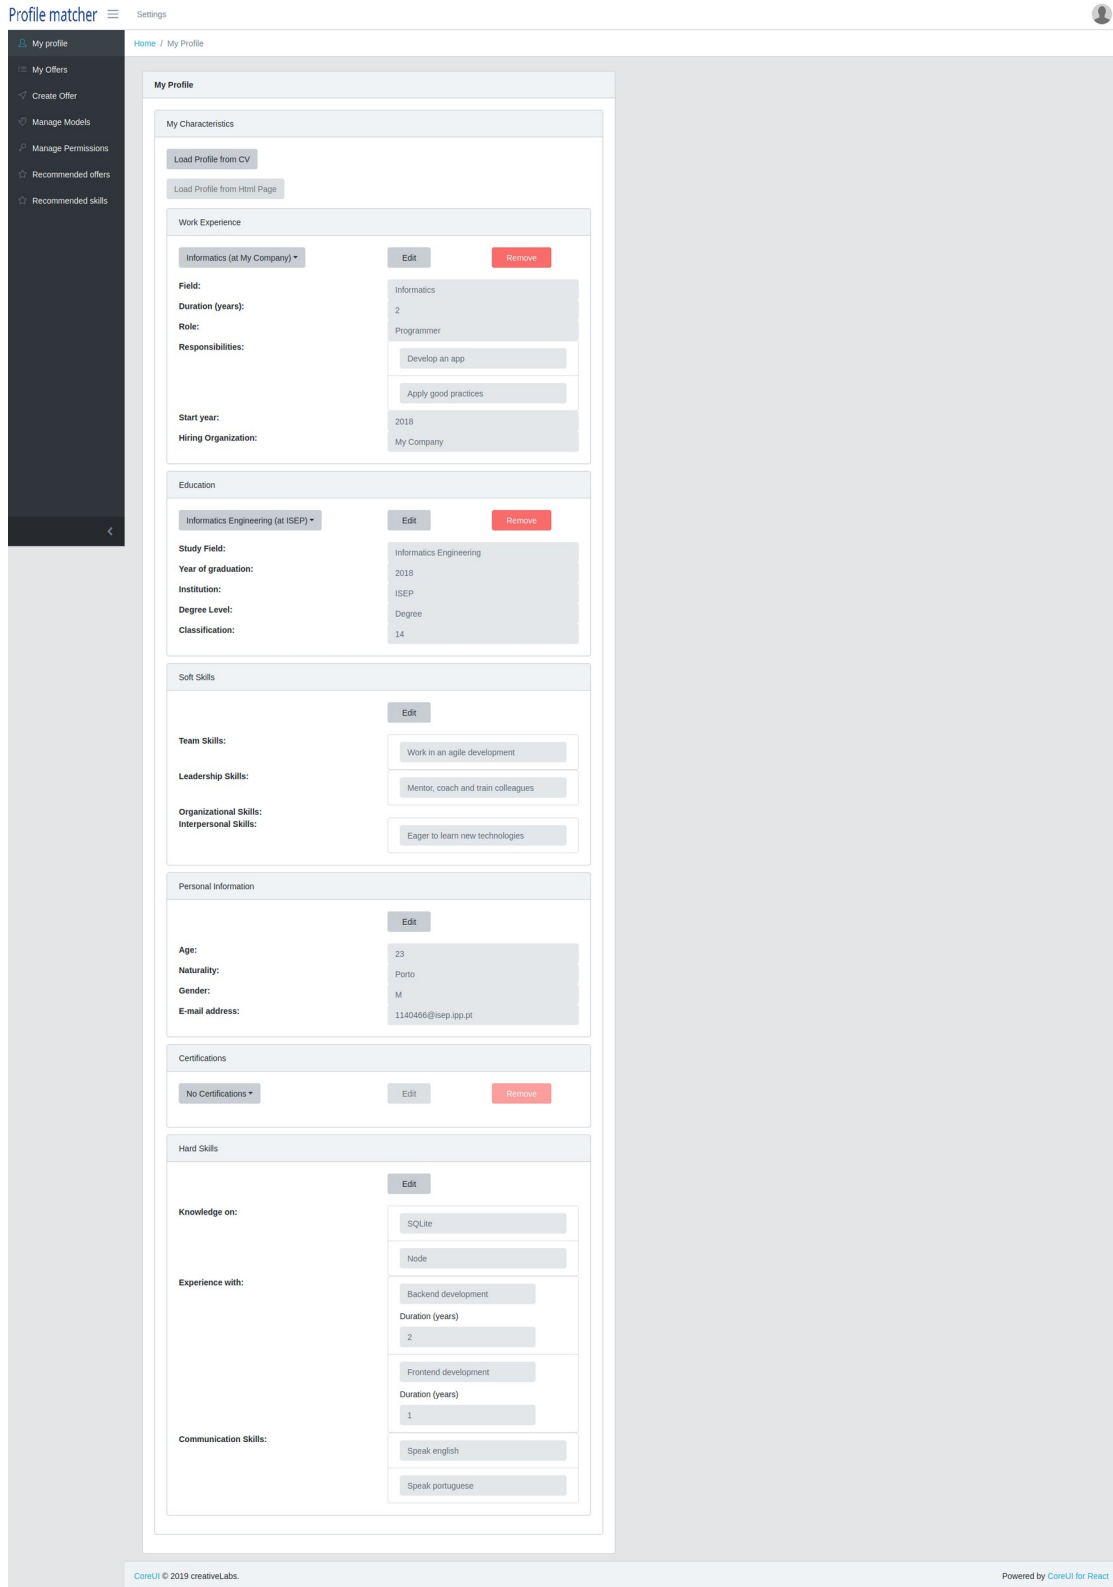 Profile matcher
Settings
My profile
My Offers
Create Offer
Manage Models
Manage Permissions
Recommended offers
Recommended skills
Home / My Profile
My Profile
My Characteristics
Load Profile from CV
Load Profile from Html Page
Work Experience
Informatics (at My Company) Edit Remove
Field: Informatics
Duration (years): 2
Role: Programmer
Responsibilities: Develop an app
Apply good practices
Start year: 2018
Hiring Organization: My Company
Education
Informatics Engineering (at ISEP) Edit Remove
Study Field: Informatics Engineering
Year of graduation: 2018
Institution: ISEP
Degree Level: Degree
Classification: 14
Soft Skills
Edit
Team Skills: Work in an agile development
Leadership Skills: Mentor, coach and train colleagues
Organizational Skills:
Interpersonal Skills: Eager to learn new technologies
Personal Information
Edit
Age: 23
Naturality: Porto
Gender: M
E-mail address: 1140466@isep.ipp.pt
Certifications
No Certifications Edit Remove
Hard Skills
Edit
Knowledge on: SQLite
Node
Experience with: Backend development
Duration (years)
2
Frontend development
Duration (years)
1
Communication Skills: Speak english
Speak portuguese
CoreUI © 2019 creativeLabs. Powered by CoreUI for React